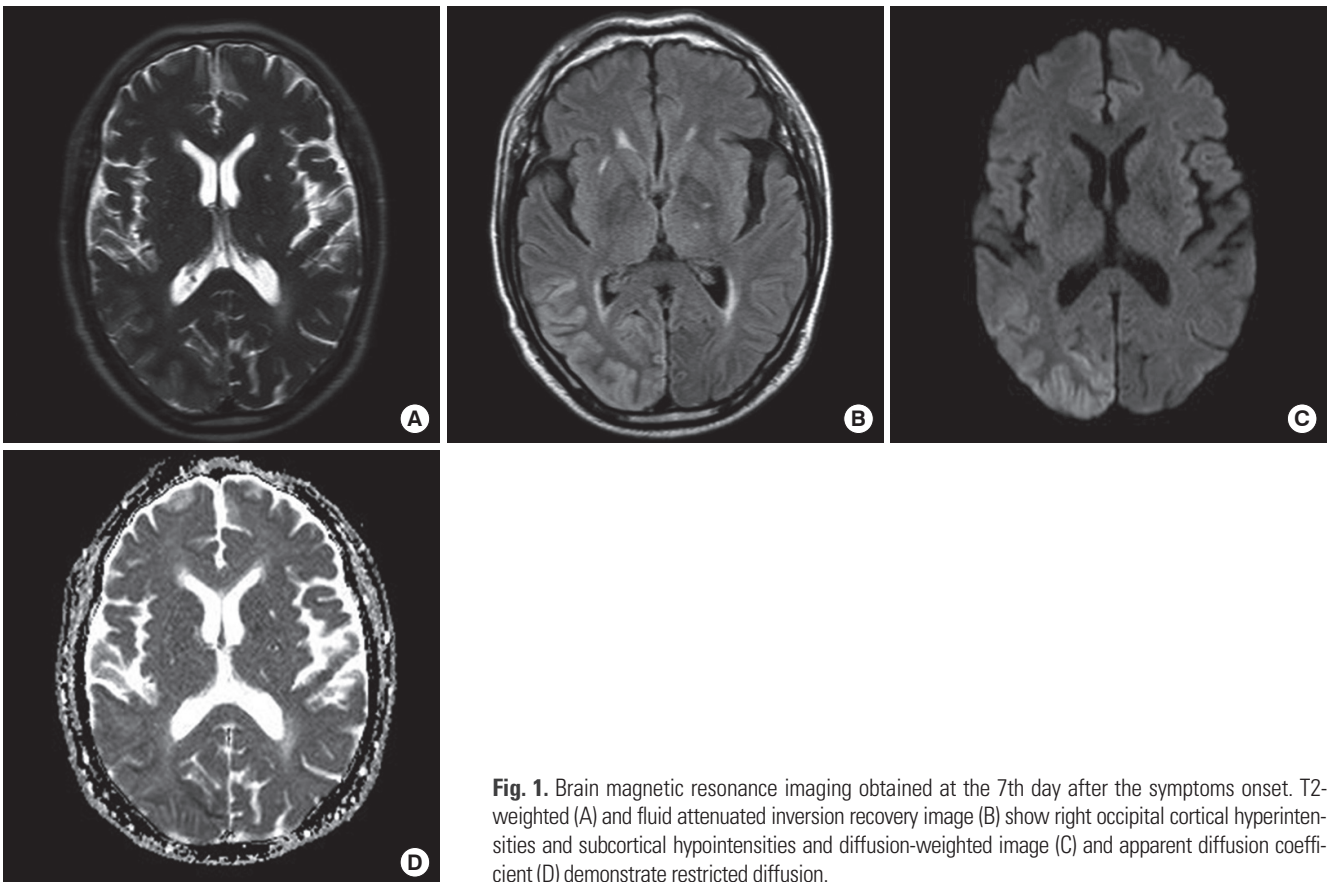 A
B
C
D
Fig. 1. Brain magnetic resonance imaging obtained at the 7th day after the symptoms onset. T2-
weighted (A) and fluid attenuated inversion recovery image (B) show right occipital cortical hyperinten-
sities and subcortical hypointensities and diffusion-weighted image (C) and apparent diffusion coeffi-
cient (D) demonstrate restricted diffusion.